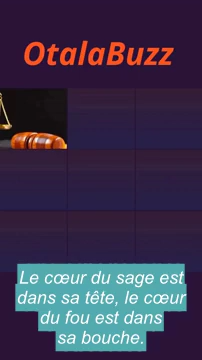 OtalaBuzz
Le cœur du sage est
dans sa tête, le cœur
du fou est dans
sa bouche.